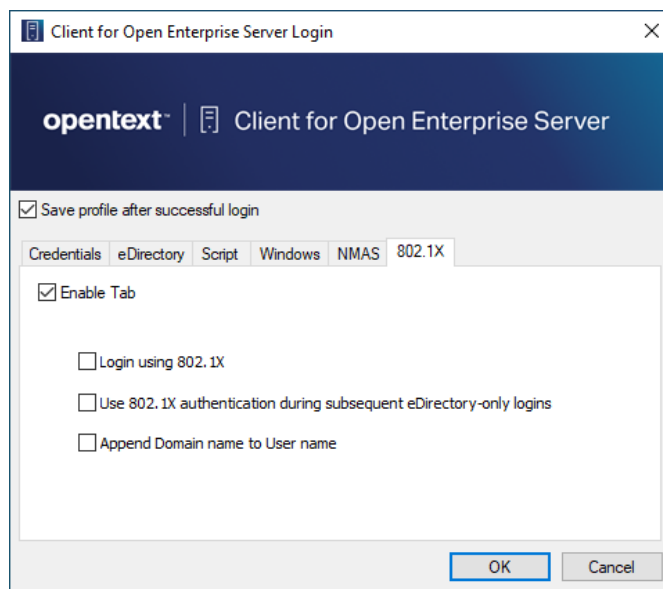 Client for Open Enterprise Server Login
opentext™ | Client for Open Enterprise Server
Save profile after successful login
Credentials eDirectory Script Windows NMAS 802.1X
Enable Tab
Login using 802.1X
Use 802.1X authentication during subsequent eDirectory-only logins
Append Domain name to User name
OK Cancel